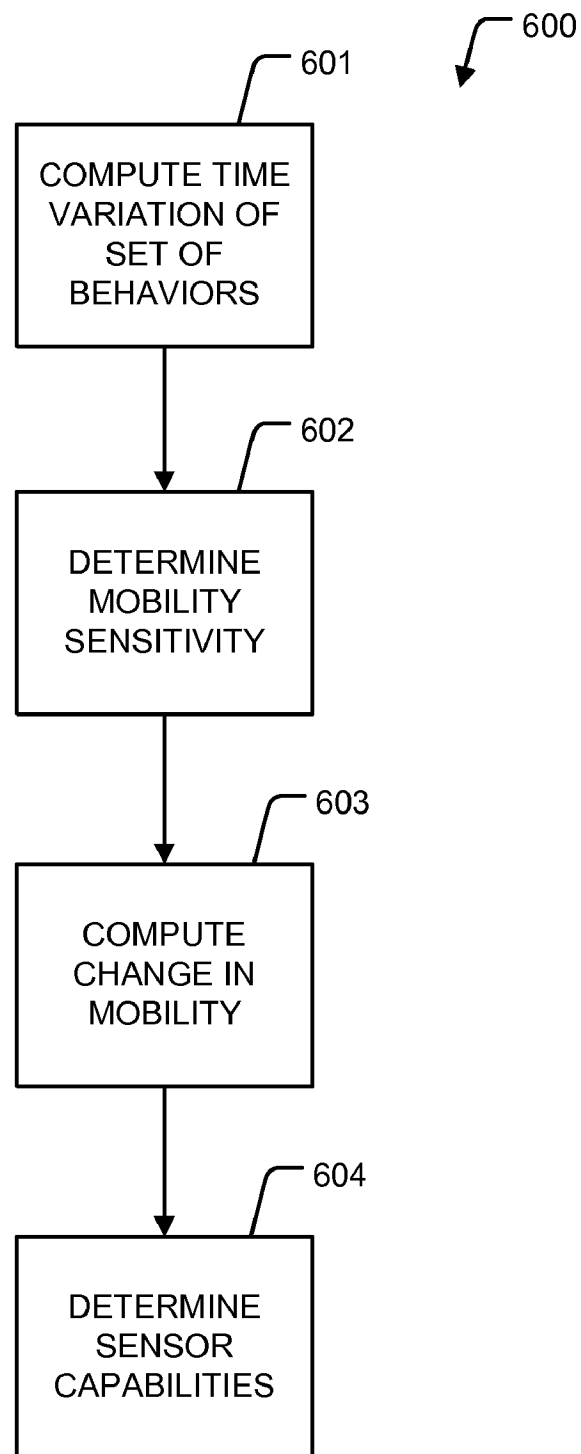 600
601
COMPUTE TIME
VARIATION OF
SET OF
BEHAVIORS
602
DETERMINE
MOBILITY
SENSITIVITY
603
COMPUTE
CHANGE IN
MOBILITY
604
DETERMINE
SENSOR
CAPABILITIES